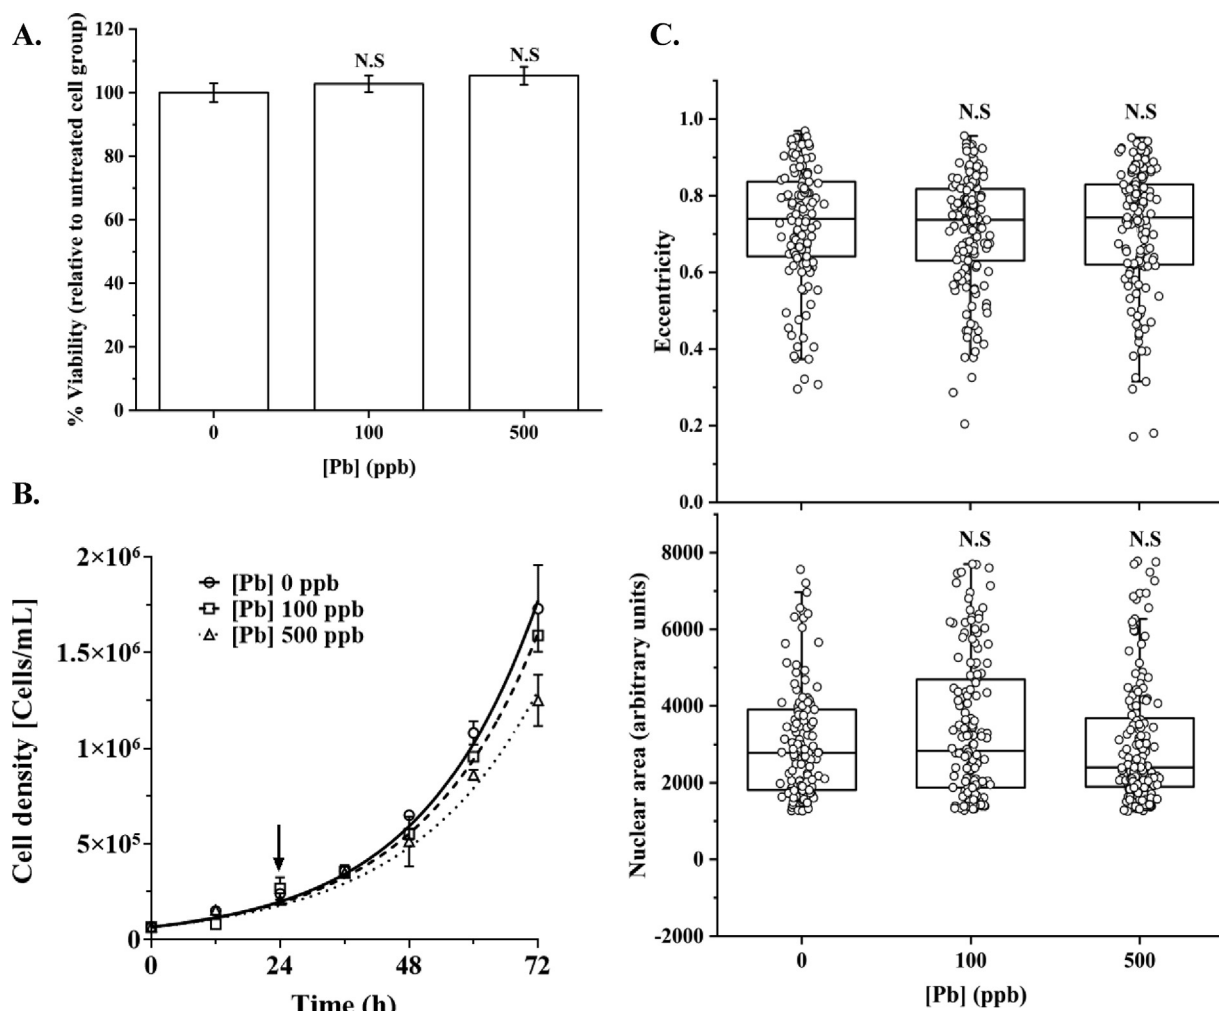 A.
% Viability (relative to untreated cell group)
120
100
80
60
40
20
0
N.S
N.S
0
100
500
[Pb] (ppb)
B.
Cell density [Cells/mL]
2×10⁶
1.5×10⁶
1×10⁶
5×10⁵
0
[Pb] 0 ppb
[Pb] 100 ppb
[Pb] 500 ppb
0
24
48
72
Time (h)
C.
Eccentricity
1.0
0.8
0.6
0.4
0.2
0.0
N.S
N.S
Nuclear area (arbitrary units)
8000
6000
4000
2000
0
-2000
N.S
N.S
0
100
500
[Pb] (ppb)